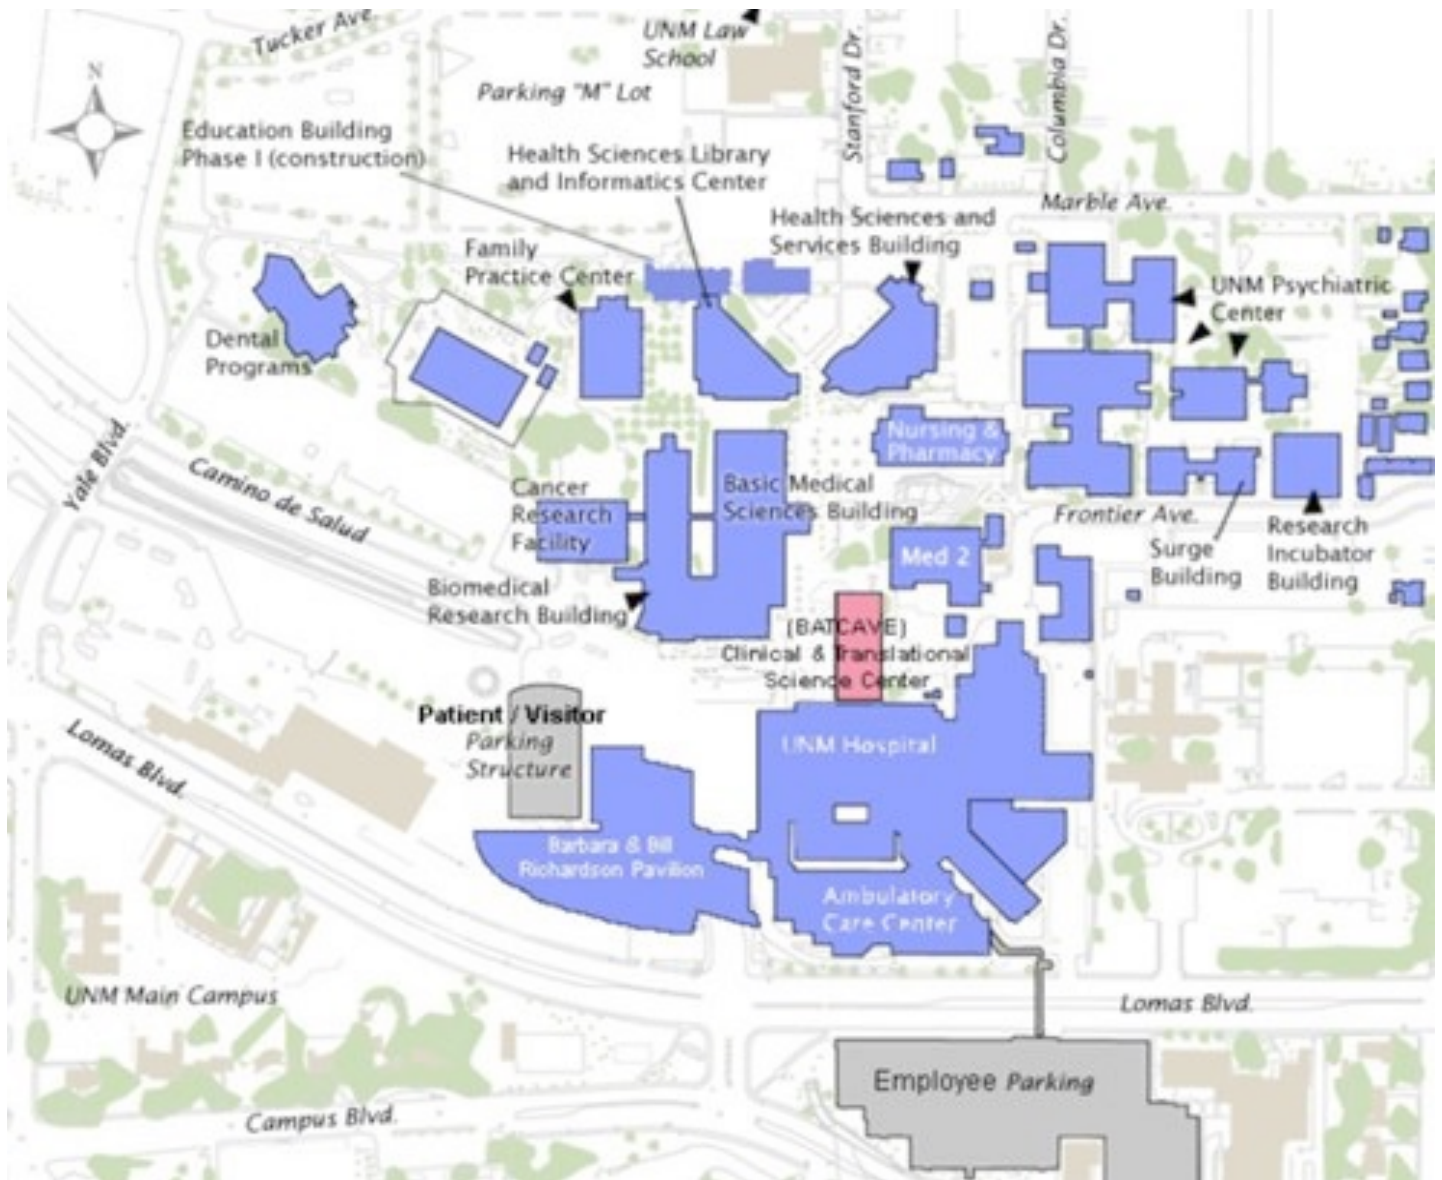 Tucker Ave.
UNM Law
School
Parking "M" Lot
Stanford Dr.
Columbia Dr.
N
Education Building
Phase I (construction)
Health Sciences Library
and Informatics Center
Marble Ave.
Health Sciences and
Services Building
Family
Practice Center
UNM Psychiatric
Center
Dental
Programs
Nursing &
Pharmacy
Yale Blvd.
Camino de Salud
Cancer
Research
Facility
Basic Medical
Sciences Building
Frontier Ave.
Med 2
Surge
Building
Research
Incubator
Building
Biomedical
Research Building
(BATCAVE)
Clinical & Translational
Science Center
Patient / Visitor
Parking
Structure
UNM Hospital
Lomas Blvd.
Barbara & Bill
Richardson Pavilion
Ambulatory
Care Center
UNM Main Campus
Lomas Blvd.
Employee Parking
Campus Blvd.